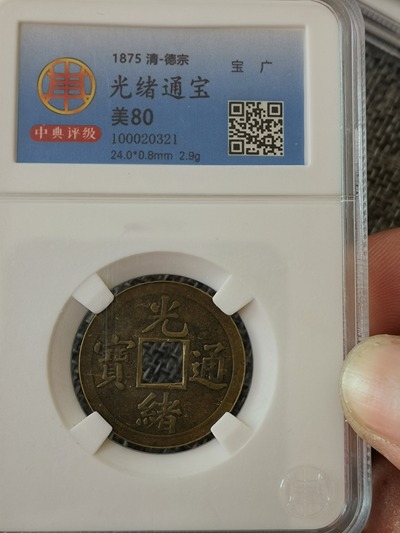 1875 清-德宗
宝 广
光绪通宝
美80
100020321
24.0*0.8mm 2.9g
中典评级
光
寶 通
緒